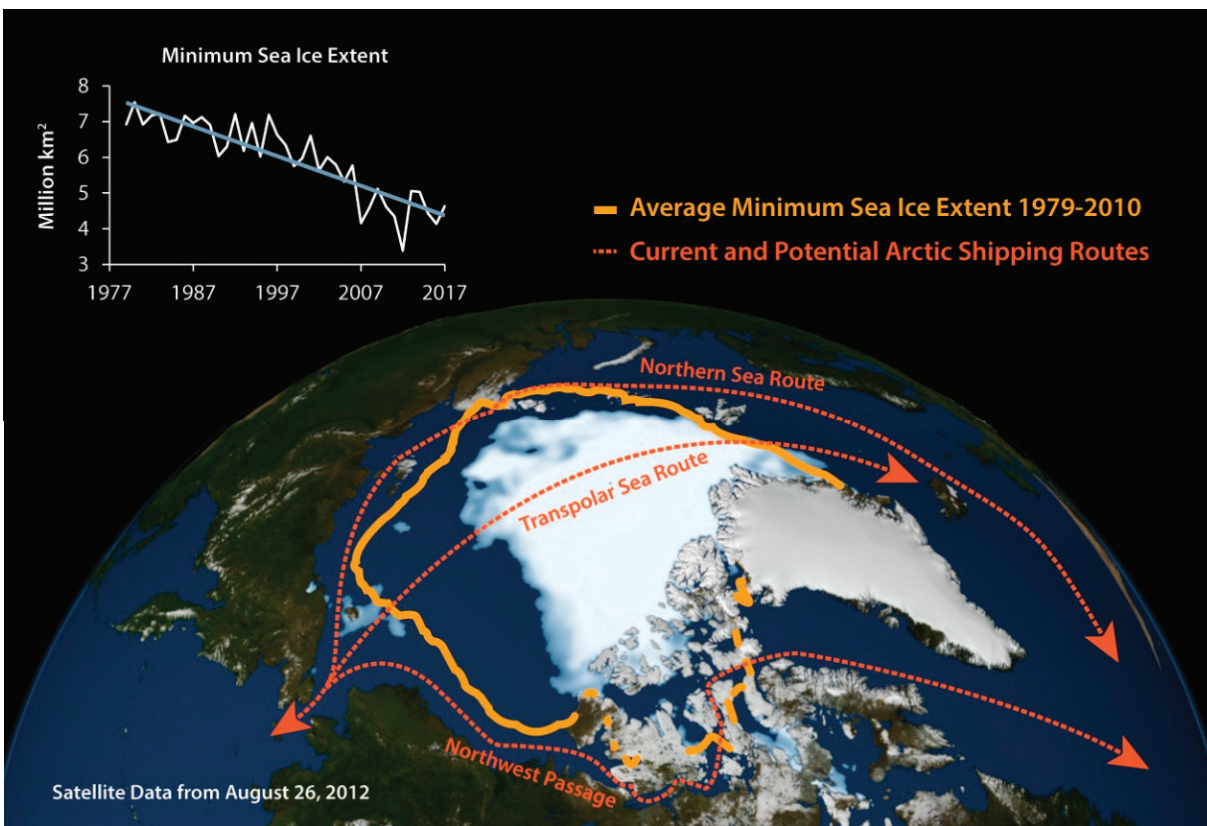 Minimum Sea Ice Extent
Million km²
8
7
6
5
4
3
1977 1987 1997 2007 2017
Average Minimum Sea Ice Extent 1979-2010
Current and Potential Arctic Shipping Routes
Northern Sea Route
Transpolar Sea Route
Northwest Passage
Satellite Data from August 26, 2012